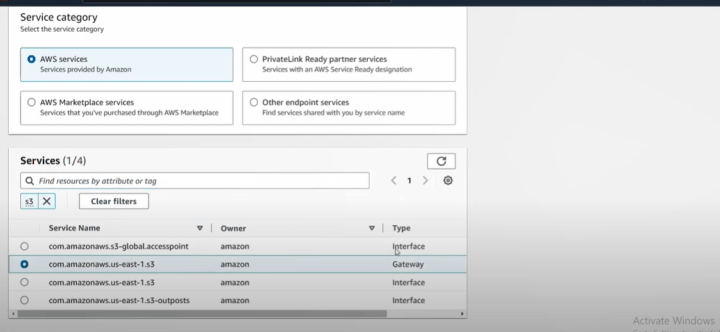 Service category
Select the service category
AWS services
Services provided by Amazon
PrivateLink Ready partner services
Services with an AWS Service Ready designation
AWS Marketplace services
Services that you've purchased through AWS Marketplace
Other endpoint services
Find services shared with you by service name
Services (1/4)
Find resources by attribute or tag
1
s3
Clear filters
Service Name Owner Type
com.amazonaws.s3-global.accesspoint amazon Interface
com.amazonaws.us-east-1.s3 amazon Gateway
com.amazonaws.us-east-1.s3 amazon Interface
com.amazonaws.us-east-1.s3-outposts amazon Interface
Activate Windows